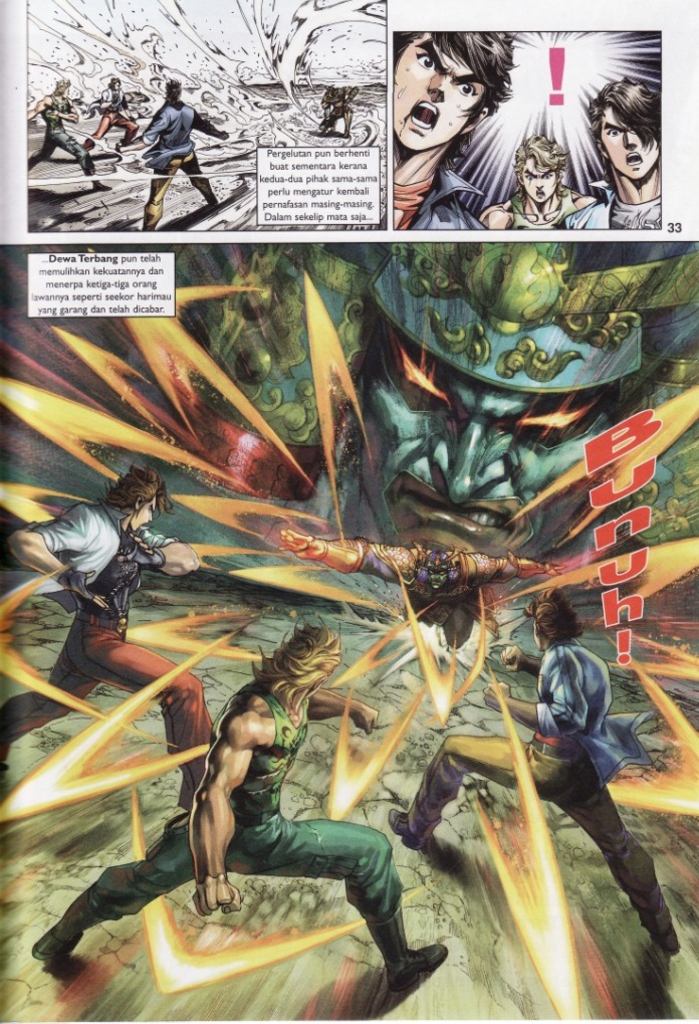 Pergelutan pun berhenti
buat sementara kerana
kedua-dua pihak sama-sama
perlu mengatur kembali
pernafasan masing-masing.
Dalam sekelip mata saja...
!
33
...Dewa Terbang pun telah
memulihkan kekuatannya dan
menerpa ketiga-tiga orang
lawannya seperti seekor harimau
yang garang dan telah dicabar.
Bunuh!